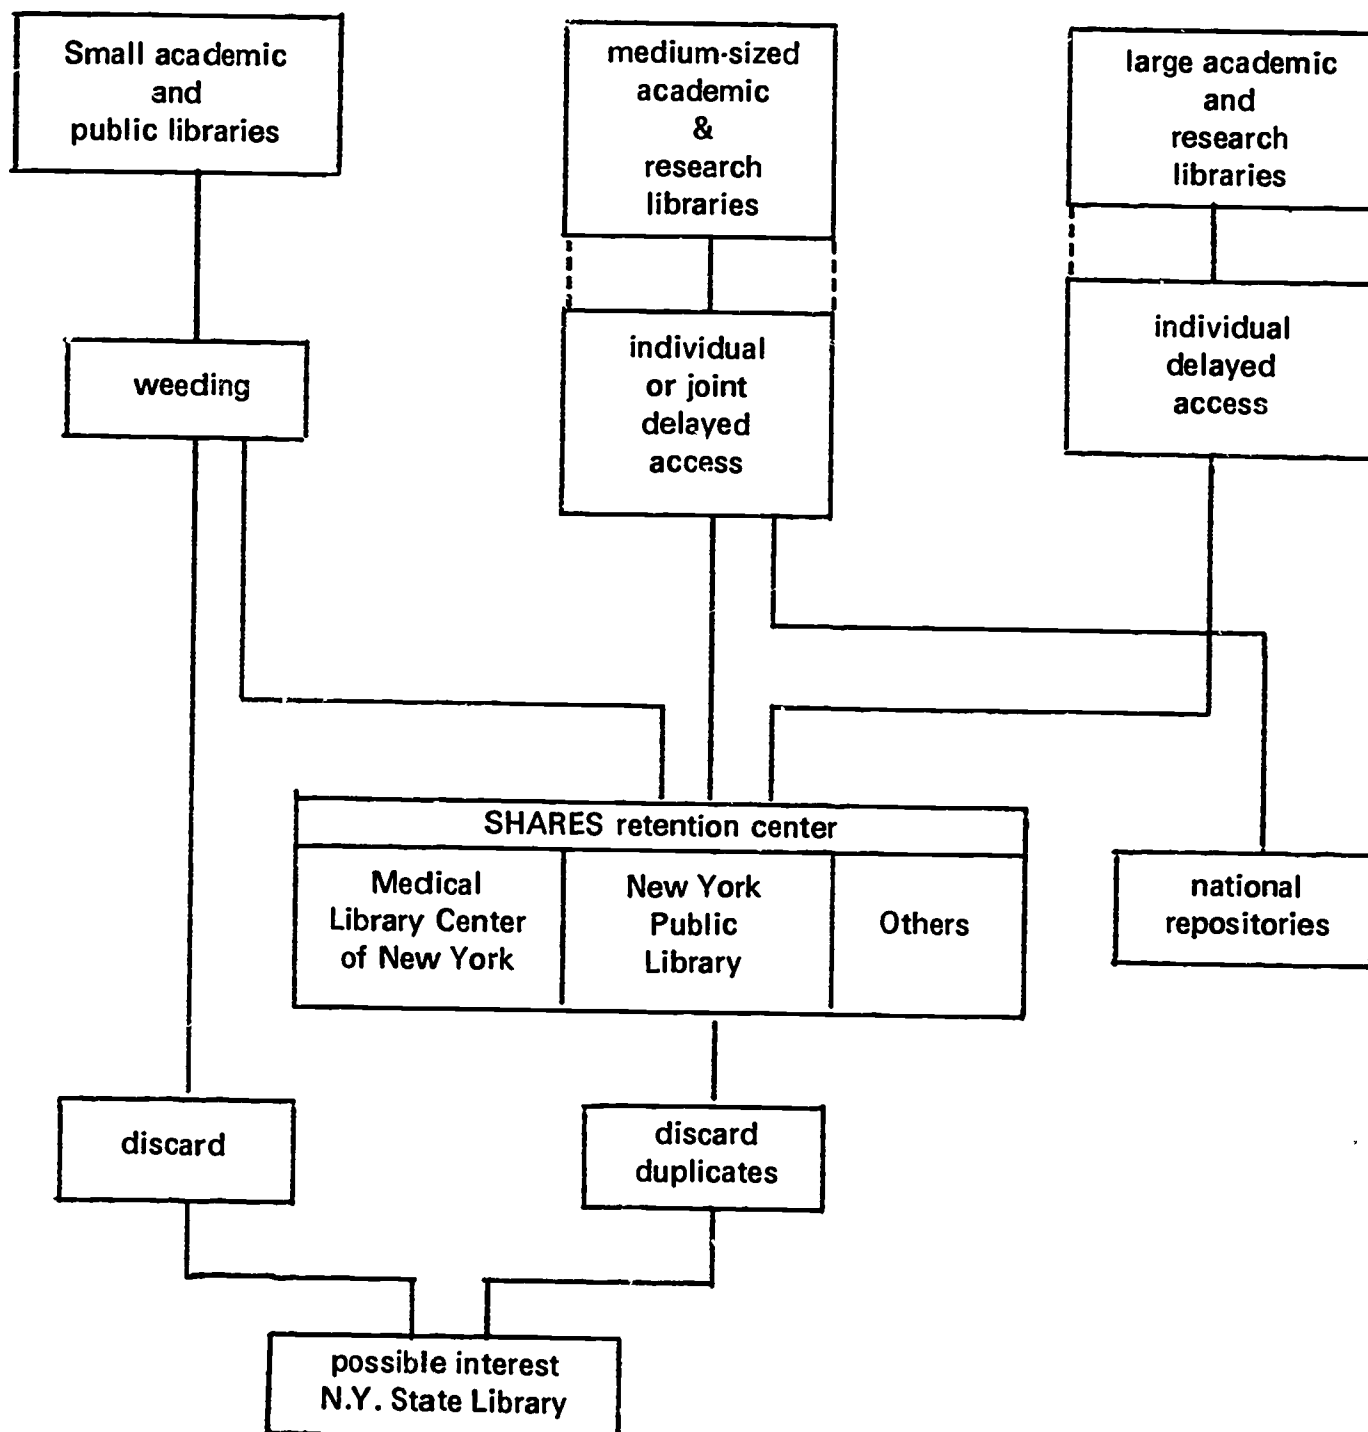 Small academic
and
public libraries
medium-sized
academic
&
research
libraries
large academic
and
research
libraries
weeding
individual
or joint
delayed
access
individual
delayed
access
SHARES retention center
Medical
Library Center
of New York
New York
Public
Library
Others
national
repositories
discard
discard
duplicates
possible interest
N.Y. State Library